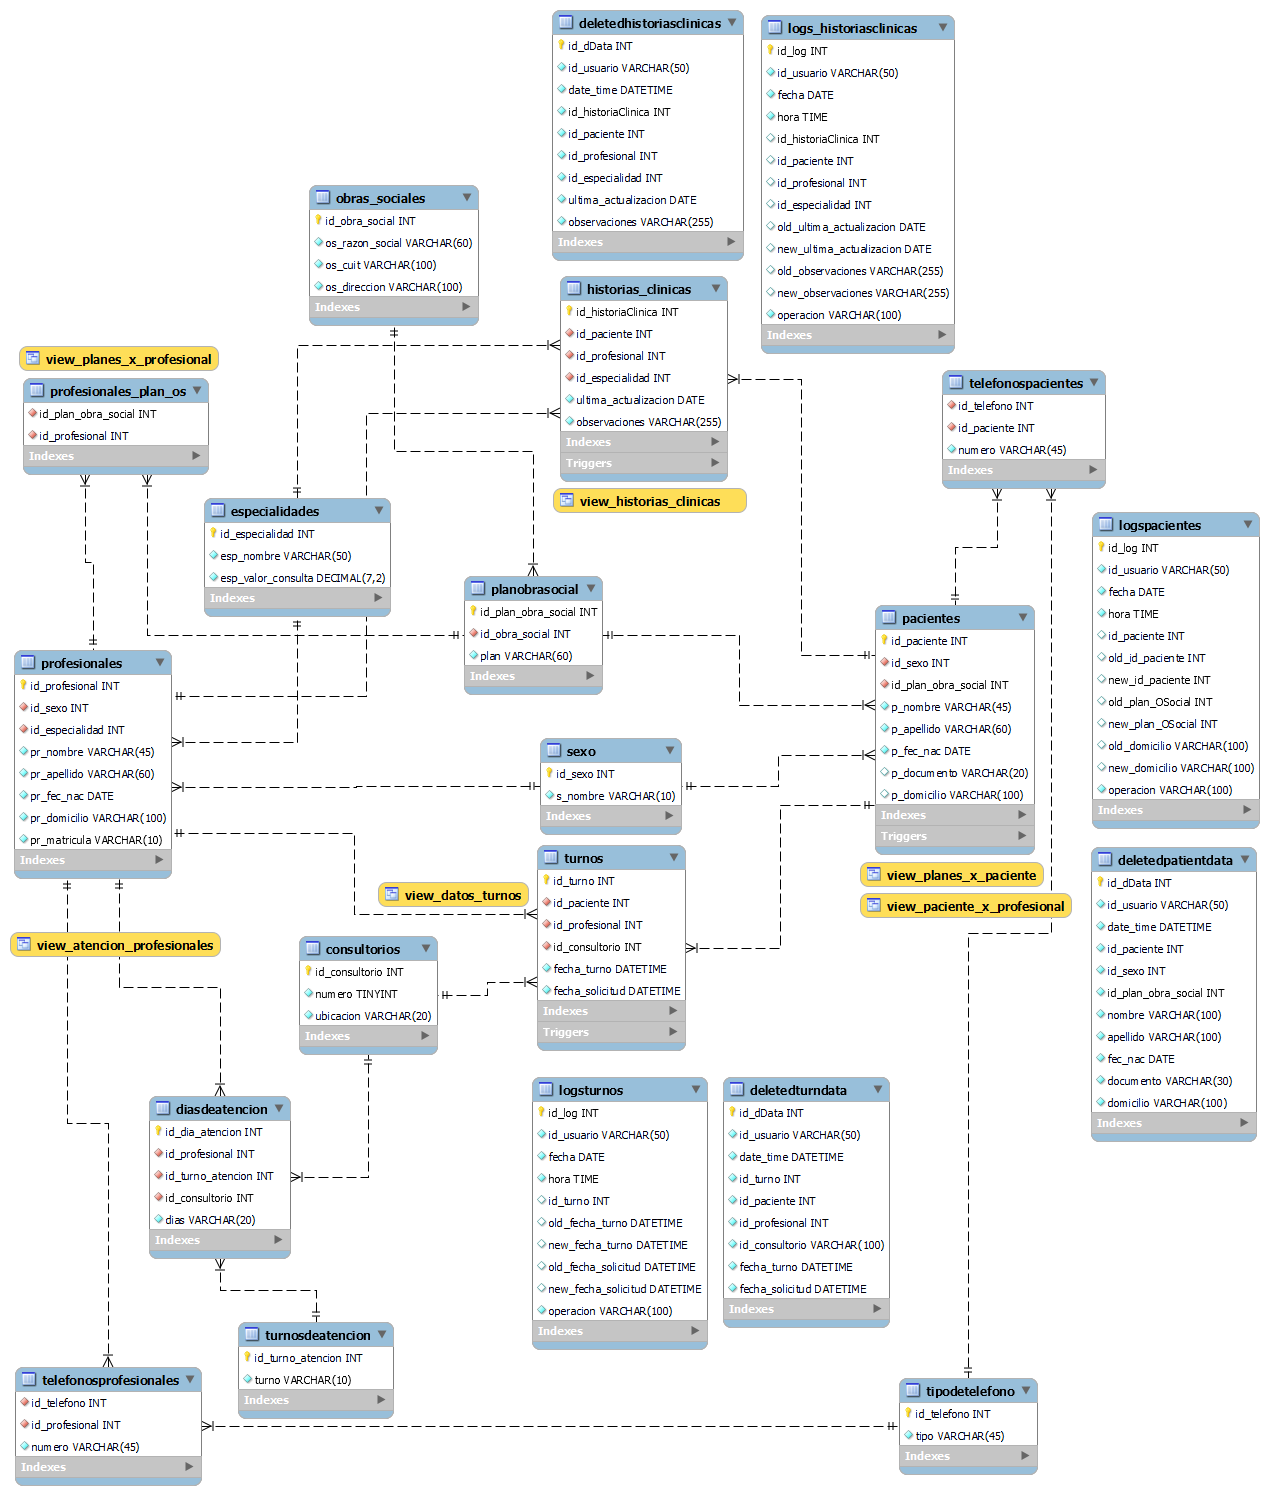 deletedhistoriasclinicas
id_dData INT
id_usuario VARCHAR(50)
date_time DATETIME
id_historiaClinica INT
id_paciente INT
id_profesional INT
id_especialidad INT
ultima_actualizacion DATE
observaciones VARCHAR(255)
Indexes
logs_historiasclinicas
id_log INT
id_usuario VARCHAR(50)
fecha DATE
hora TIME
id_historiaClinica INT
id_paciente INT
id_profesional INT
id_especialidad INT
old_ultima_actualizacion DATE
new_ultima_actualizacion DATE
old_observaciones VARCHAR(255)
new_observaciones VARCHAR(255)
operacion VARCHAR(100)
Indexes
obras_sociales
id_obra_social INT
os_razon_social VARCHAR(60)
os_cuit VARCHAR(100)
os_direccion VARCHAR(100)
Indexes
historias_clinicas
id_historiaClinica INT
id_paciente INT
id_profesional INT
id_especialidad INT
ultima_actualizacion DATE
observaciones VARCHAR(255)
Indexes
Triggers
view_historias_clinicas
view_planes_x_profesional
profesionales_plan_os
id_plan_obra_social INT
id_profesional INT
Indexes
telefonospacientes
id_telefono INT
id_paciente INT
numero VARCHAR(45)
Indexes
especialidades
id_especialidad INT
esp_nombre VARCHAR(50)
esp_valor_consulta DECIMAL(7,2)
Indexes
logspacientes
id_log INT
id_usuario VARCHAR(50)
fecha DATE
hora TIME
id_paciente INT
old_id_paciente INT
new_id_paciente INT
old_plan_OSocial INT
new_plan_OSocial INT
old_domicilio VARCHAR(100)
new_domicilio VARCHAR(100)
operacion VARCHAR(100)
Indexes
planobrasocial
id_plan_obra_social INT
id_obra_social INT
plan VARCHAR(60)
Indexes
pacientes
id_paciente INT
id_sexo INT
id_plan_obra_social INT
p_nombre VARCHAR(45)
p_apellido VARCHAR(60)
p_fec_nac DATE
p_documento VARCHAR(20)
p_domicilio VARCHAR(100)
Indexes
Triggers
view_planes_x_paciente
view_paciente_x_profesional
profesionales
id_profesional INT
id_sexo INT
id_especialidad INT
pr_nombre VARCHAR(45)
pr_apellido VARCHAR(60)
pr_fec_nac DATE
pr_domicilio VARCHAR(100)
pr_matricula VARCHAR(10)
Indexes
sexo
id_sexo INT
s_nombre VARCHAR(10)
Indexes
turnos
id_turno INT
id_paciente INT
id_profesional INT
id_consultorio INT
fecha_turno DATETIME
fecha_solicitud DATETIME
Indexes
Triggers
view_datos_turnos
view_atencion_profesionales
consultorios
id_consultorio INT
numero TINYINT
ubicacion VARCHAR(20)
Indexes
deletedpatientdata
id_dData INT
id_usuario VARCHAR(50)
date_time DATETIME
id_paciente INT
id_sexo INT
id_plan_obra_social INT
nombre VARCHAR(100)
apellido VARCHAR(100)
fec_nac DATE
documento VARCHAR(30)
domicilio VARCHAR(100)
Indexes
logsturnos
id_log INT
id_usuario VARCHAR(50)
fecha DATE
hora TIME
id_turno INT
old_fecha_turno DATETIME
new_fecha_turno DATETIME
old_fecha_solicitud DATETIME
new_fecha_solicitud DATETIME
operacion VARCHAR(100)
Indexes
deletedturndata
id_dData INT
id_usuario VARCHAR(50)
date_time DATETIME
id_turno INT
id_paciente INT
id_profesional INT
id_consultorio VARCHAR(100)
fecha_turno DATETIME
fecha_solicitud DATETIME
Indexes
diasdeatencion
id_dia_atencion INT
id_profesional INT
id_turno_atencion INT
id_consultorio INT
dias VARCHAR(20)
Indexes
turnosdeatencion
id_turno_atencion INT
turno VARCHAR(10)
Indexes
telefonosprofesionales
id_telefono INT
id_profesional INT
numero VARCHAR(45)
Indexes
tipodetelefono
id_telefono INT
tipo VARCHAR(45)
Indexes